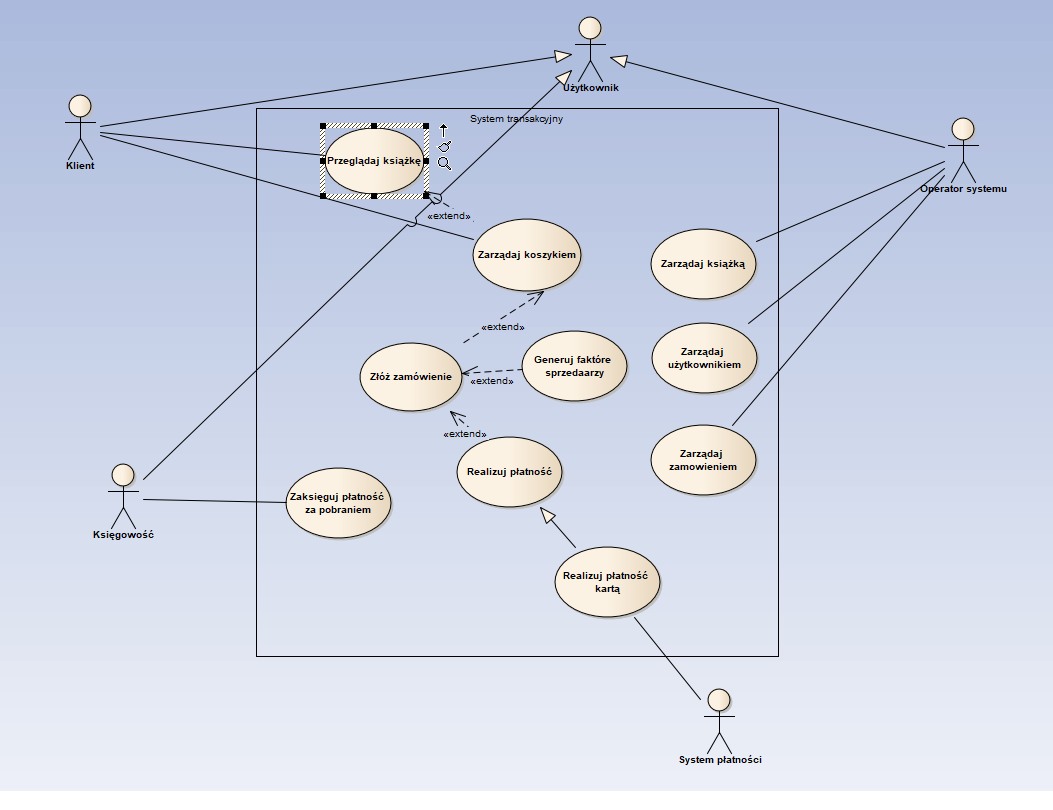 Użytkownik
System transakcyjny
Klient
Przeglądaj książkę
Operator systemu
«extend»
Zarządaj koszykiem
Zarządaj książką
«extend»
Zarządaj
użytkownikiem
Generuj faktóre
sprzedaarzy
Złóż zamówienie
«extend»
«extend»
Zarządaj
zamowieniem
Realizuj płatność
Zaksięguj płatność
za pobraniem
Księgowość
Realizuj płatność
kartą
System płatności